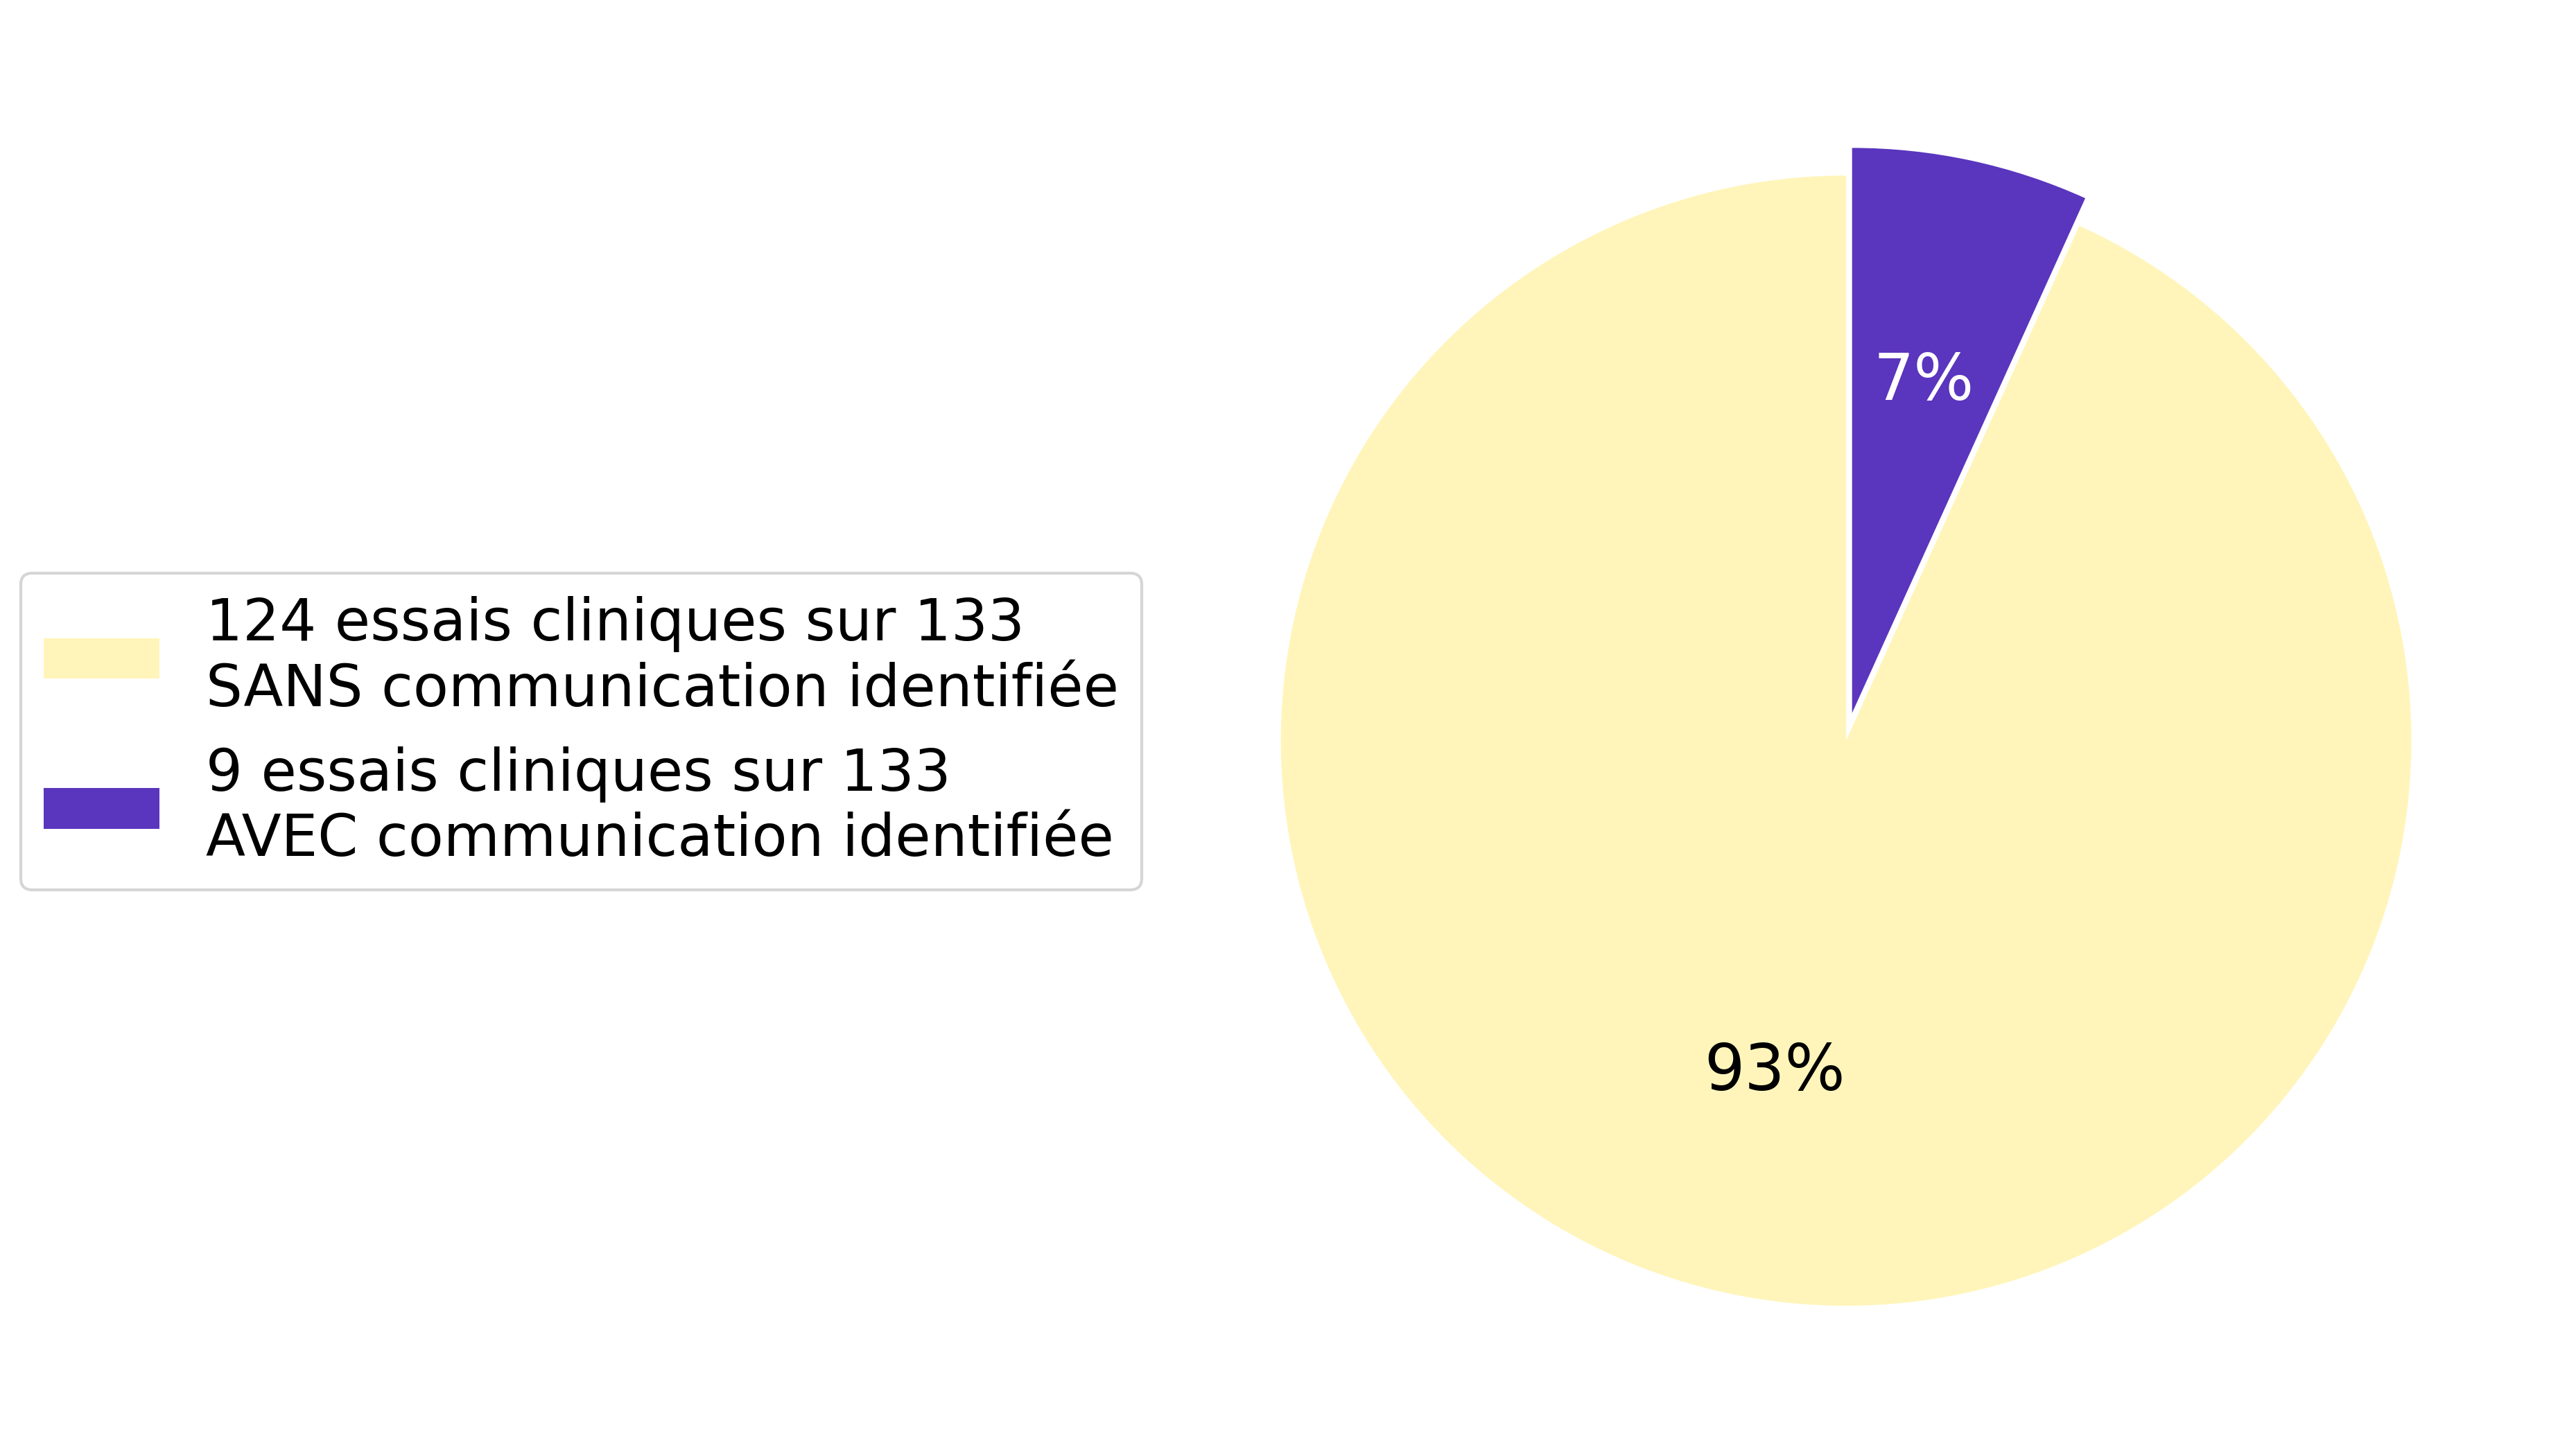 124 essais cliniques sur 133
SANS communication identifiée
9 essais cliniques sur 133
AVEC communication identifiée
7%
93%